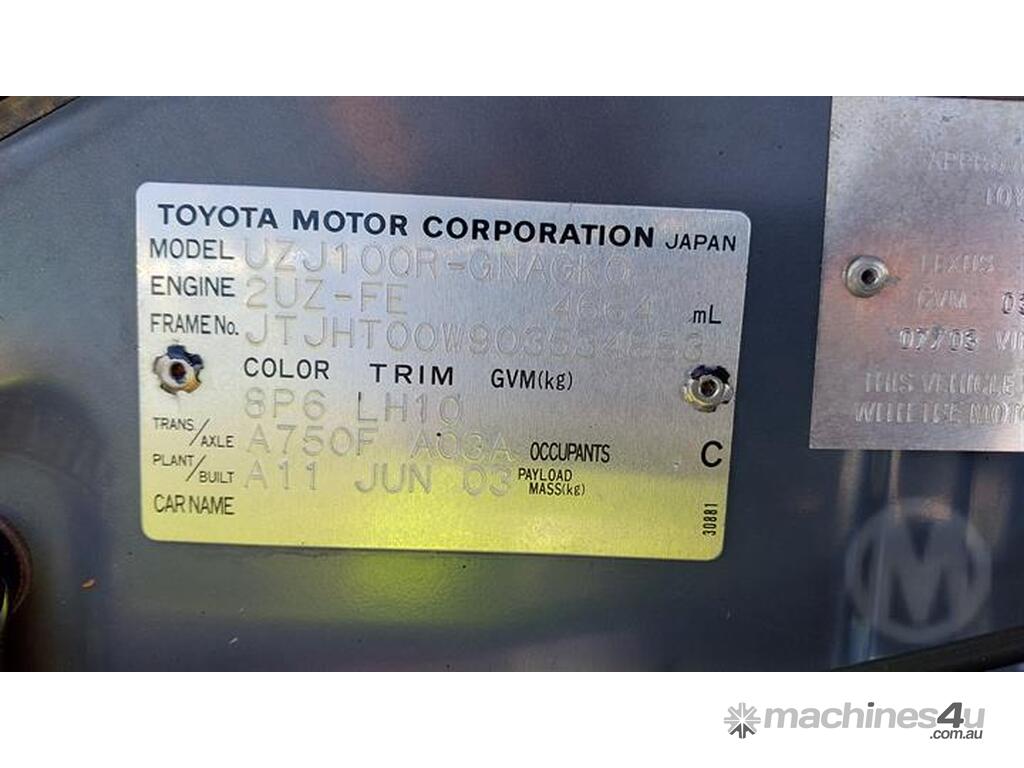 TOYOTA MOTOR CORPORATION JAPAN
MODEL UZJ100R-GNAGKQ
ENGINE 2UZ-FE 4664 mL
FRAME No.
COLOR TRIM GVM(kg)
6P6 LH10
TRANS/AXLE A750F A03A OCCUPANTS C
PLANT/BUILT A11 JUN 03 PAYLOAD MASS(kg)
CAR NAME
30881
LEXUS
GVM
07/03
THIS VEHICLE
M
machines4u
.com.au